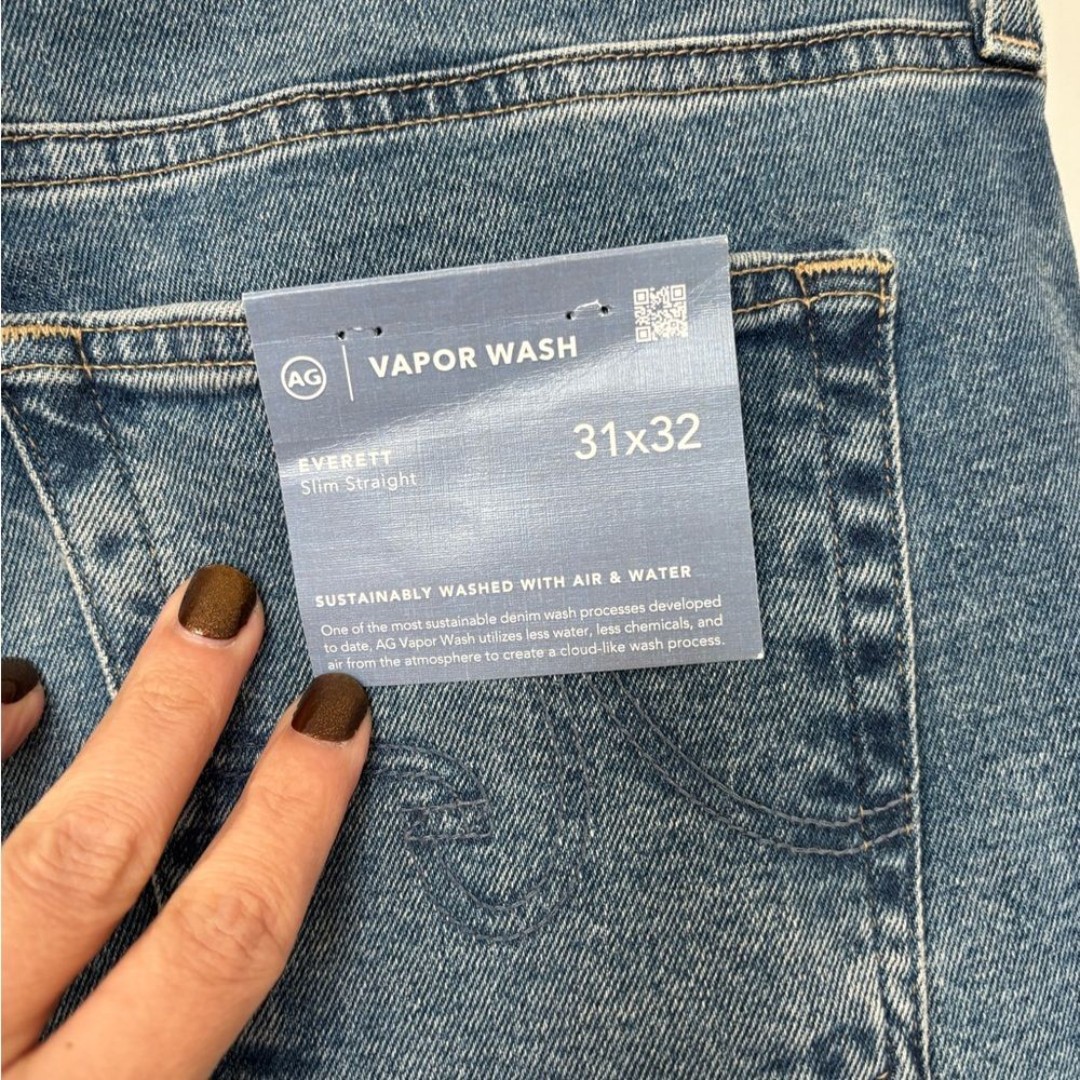 AG
VAPOR WASH
31x32
EVERETT
Slim Straight
SUSTAINABLY WASHED WITH AIR & WATER
One of the most sustainable denim wash processes developed
to date, AG Vapor Wash utilizes less water, less chemicals, and
air from the atmosphere to create a cloud-like wash process.